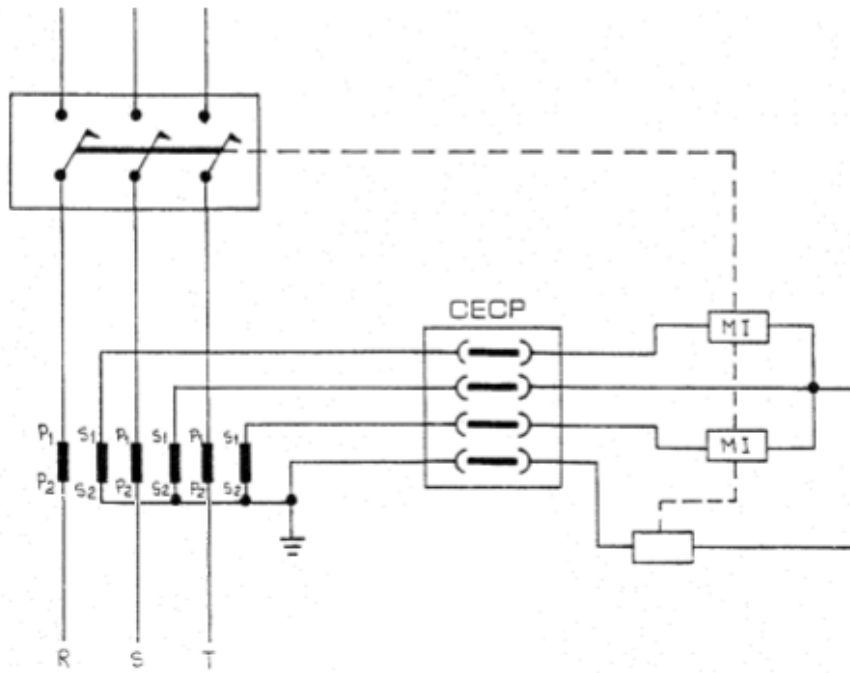 CECP
MI
P1 S1 P1 S1 P1 S1
MI
P2 S2 P2 S2 P2 S2
R S T